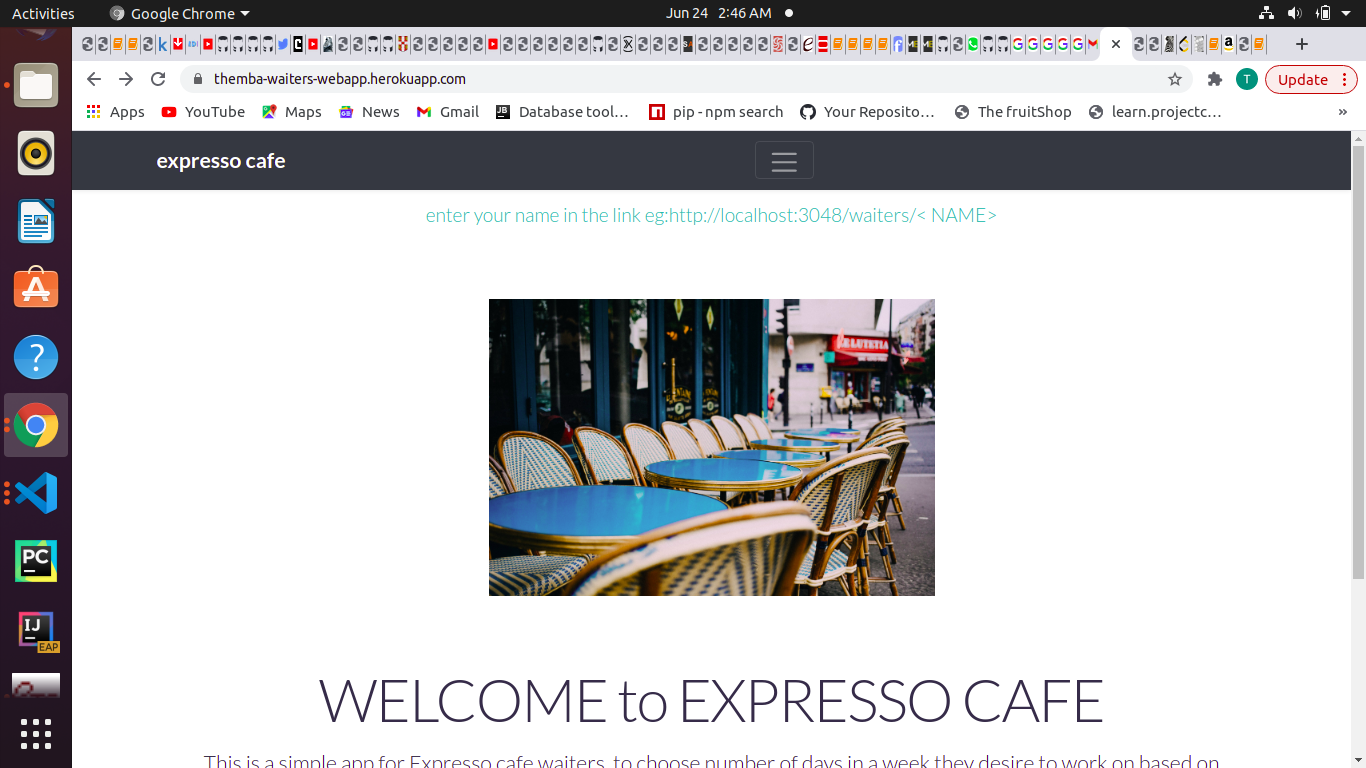 Activities Google Chrome Jun 24 2:46 AM
themba-waiters-webapp.herokuapp.com T Update
Apps YouTube Maps News Gmail Database tool… pip - npm search Your Reposito… The fruitShop learn.projectc… »
expresso cafe
enter your name in the link eg:http://localhost:3048/waiters/< NAME>
WELCOME to EXPRESSO CAFE
This is a simple app for Expresso cafe waiters, to choose number of days in a week they desire to work on based on
PC
IJ
EAP